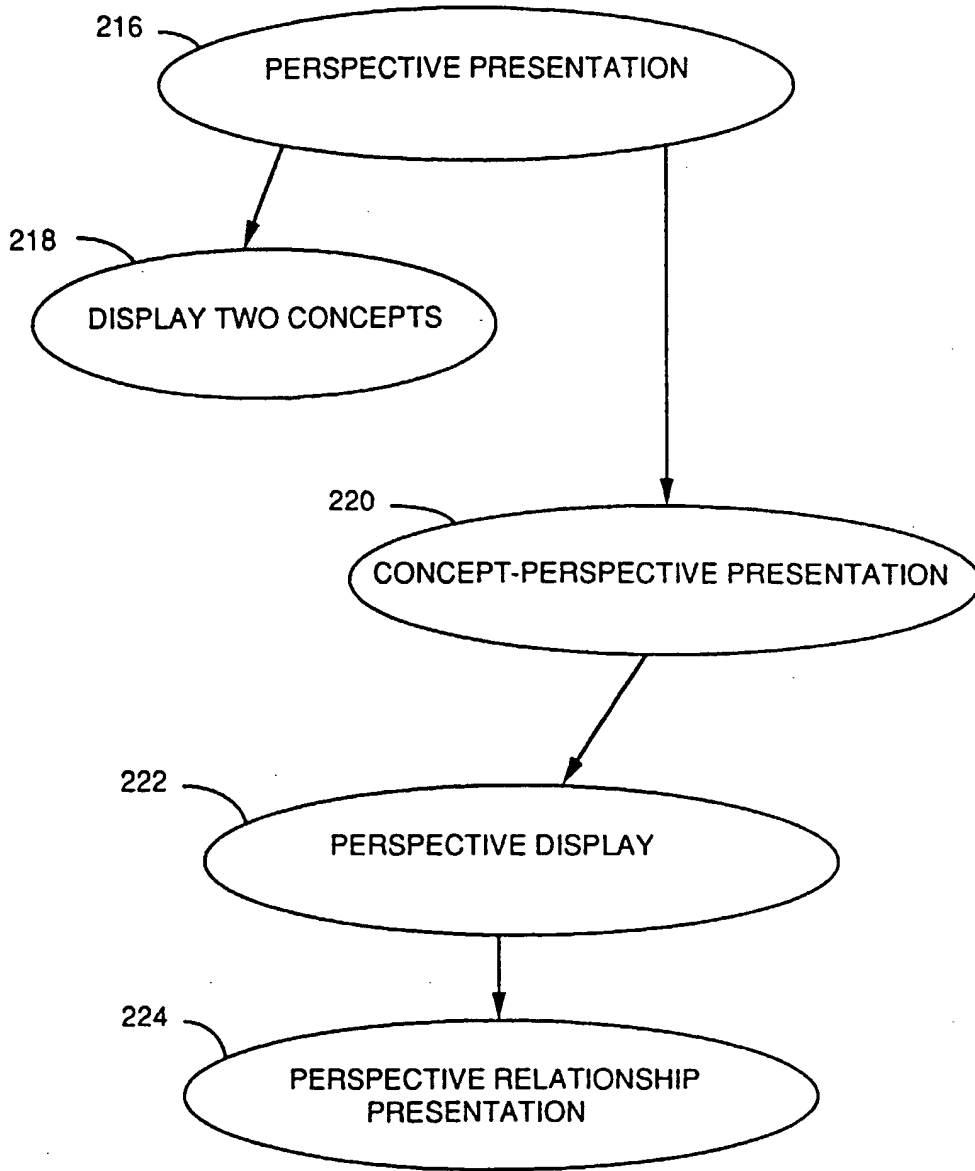 216
PERSPECTIVE PRESENTATION
218
DISPLAY TWO CONCEPTS
220
CONCEPT-PERSPECTIVE PRESENTATION
222
PERSPECTIVE DISPLAY
224
PERSPECTIVE RELATIONSHIP
PRESENTATION